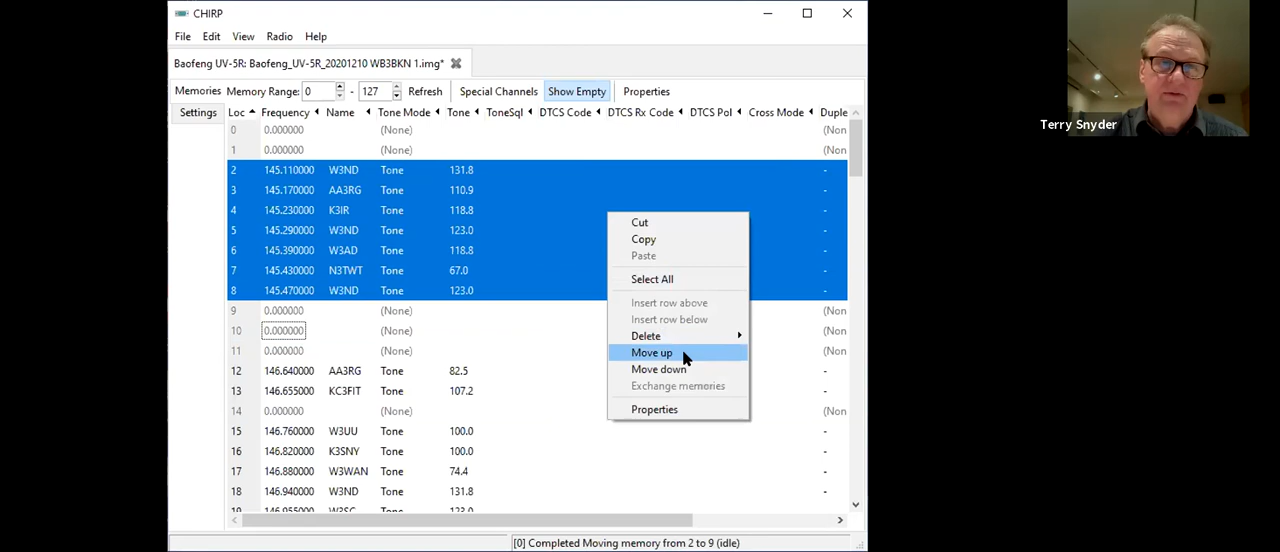 CHIRP
File Edit View Radio Help
Baofeng UV-5R: Baofeng_UV-5R_20201210 WB3BKN 1.img*
Memories Memory Range: 0 - 127 Refresh Special Channels Show Empty Properties
Settings
Loc Frequency Name Tone Mode Tone ToneSql DTCS Code DTCS Rx Code DTCS Pol Cross Mode Duple
0 0.000000 (None) (Non
1 0.000000 (None) (Non
2 145.110000 W3ND Tone 131.8 -
3 145.170000 AA3RG Tone 110.9 -
4 145.230000 K3IR Tone 118.8 -
5 145.290000 W3ND Tone 123.0 -
6 145.390000 W3AD Tone 118.8 -
7 145.430000 N3TWT Tone 67.0 -
8 145.470000 W3ND Tone 123.0 -
9 0.000000 (None) (Non
10 0.000000 (None) (Non
11 0.000000 (None) (Non
12 146.640000 AA3RG Tone 82.5 -
13 146.655000 KC3FIT Tone 107.2 -
14 0.000000 (None) (Non
15 146.760000 W3UU Tone 100.0 -
16 146.820000 K3SNY Tone 100.0 -
17 146.880000 W3WAN Tone 74.4 -
18 146.940000 W3ND Tone 131.8 -
19 146.955000 W3SC Tone 123.0
Cut
Copy
Paste
Select All
Insert row above
Insert row below
Delete
Move up
Move down
Exchange memories
Properties
[0] Completed Moving memory from 2 to 9 (idle)
Terry Snyder